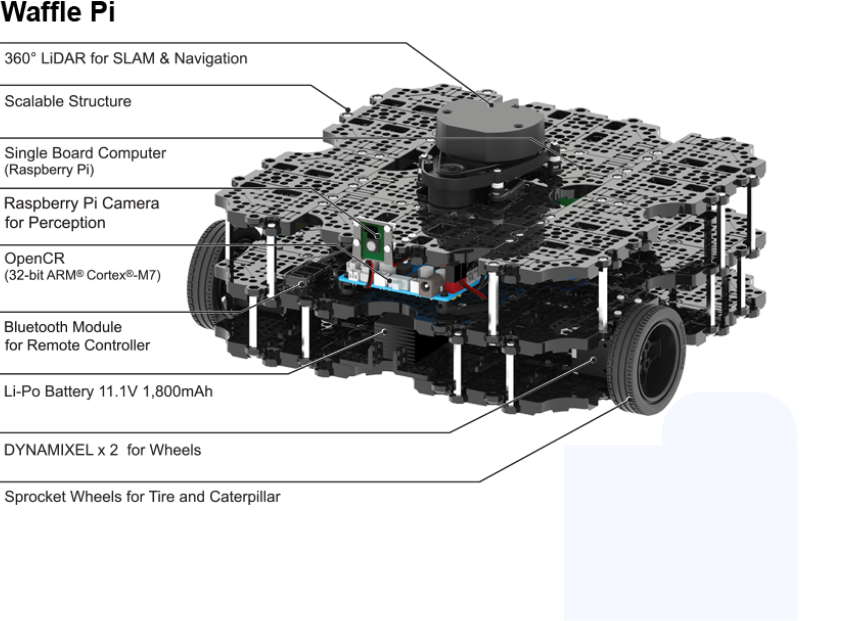 Waffle Pi
360° LiDAR for SLAM & Navigation
Scalable Structure
Single Board Computer
(Raspberry Pi)
Raspberry Pi Camera
for Perception
OpenCR
(32-bit ARM® Cortex®-M7)
Bluetooth Module
for Remote Controller
Li-Po Battery 11.1V 1,800mAh
DYNAMIXEL x 2 for Wheels
Sprocket Wheels for Tire and Caterpillar